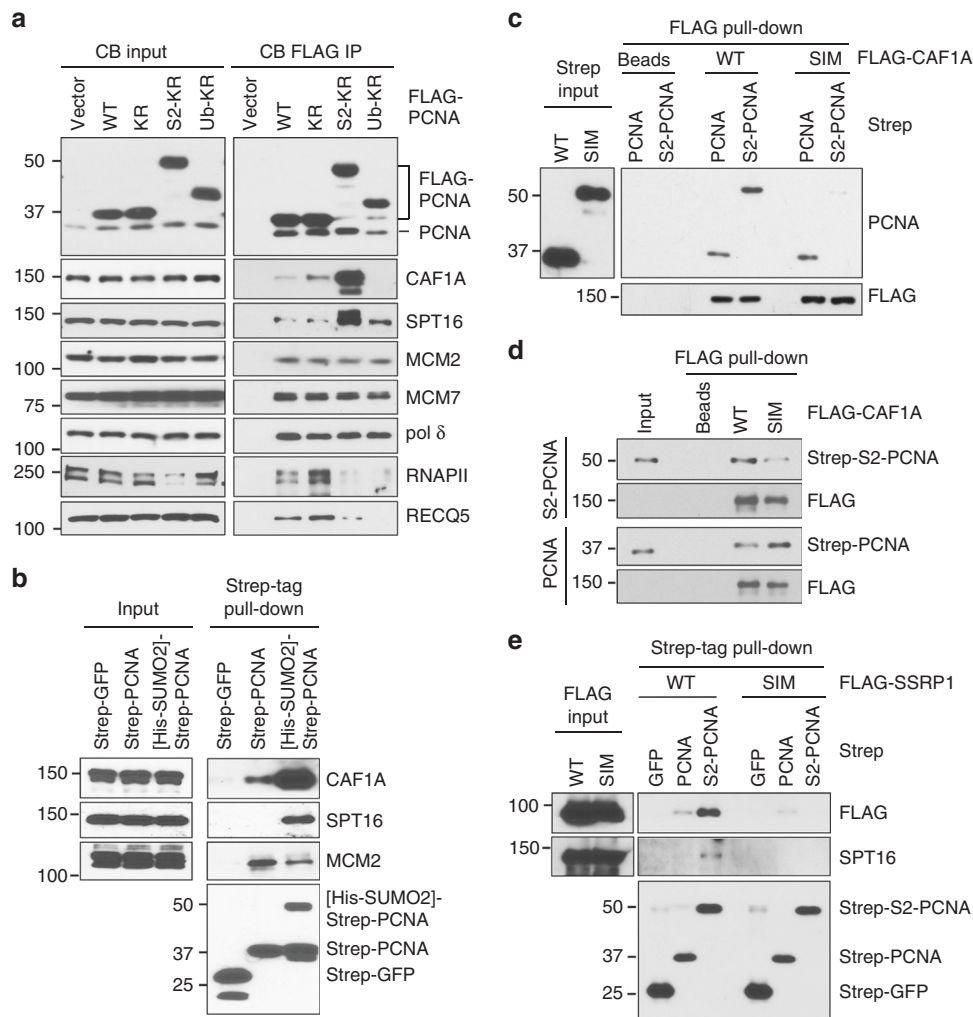 a
CB input
CB FLAG IP
Vector
WT
KR
S2-KR
Ub-KR
Vector
WT
KR
S2-KR
Ub-KR
FLAG-
PCNA
50
37
FLAG-
PCNA
PCNA
150
CAF1A
150
SPT16
100
MCM2
75
MCM7
100
pol δ
250
RNAPII
100
RECQ5
b
Input
Strep-tag
pull-down
Strep-GFP
Strep-PCNA
[His-SUMO2]-
Strep-PCNA
Strep-GFP
Strep-PCNA
[His-SUMO2]-
Strep-PCNA
150
CAF1A
150
SPT16
100
MCM2
50
[His-SUMO2]-
Strep-PCNA
37
Strep-PCNA
25
Strep-GFP
c
FLAG pull-down
Strep
input
Beads
WT
SIM
FLAG-CAF1A
WT
SIM
PCNA
S2-PCNA
PCNA
S2-PCNA
PCNA
S2-PCNA
Strep
50
37
PCNA
150
FLAG
d
FLAG pull-down
Input
Beads
WT
SIM
FLAG-CAF1A
S2-PCNA
50
Strep-S2-PCNA
150
FLAG
PCNA
37
Strep-PCNA
150
FLAG
e
Strep-tag pull-down
FLAG
input
WT
SIM
FLAG-SSRP1
WT
SIM
GFP
PCNA
S2-PCNA
GFP
PCNA
S2-PCNA
Strep
100
FLAG
150
SPT16
50
Strep-S2-PCNA
37
Strep-PCNA
25
Strep-GFP